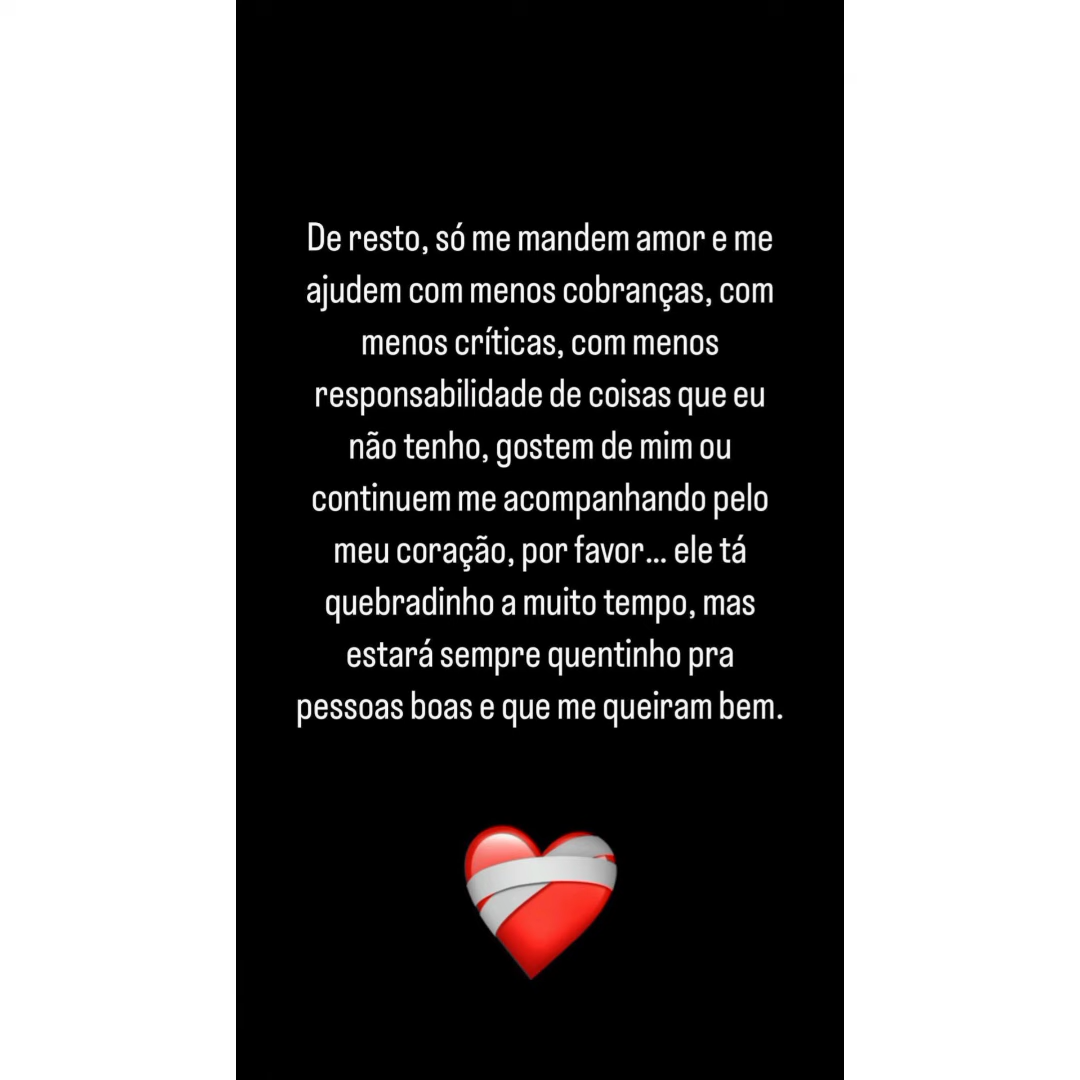 De resto, só me mandem amor e me
ajudem com menos cobranças, com
menos críticas, com menos
responsabilidade de coisas que eu
não tenho, gostem de mim ou
continuem me acompanhando pelo
meu coração, por favor... ele tá
quebradinho a muito tempo, mas
estará sempre quentinho pra
pessoas boas e que me queiram bem.